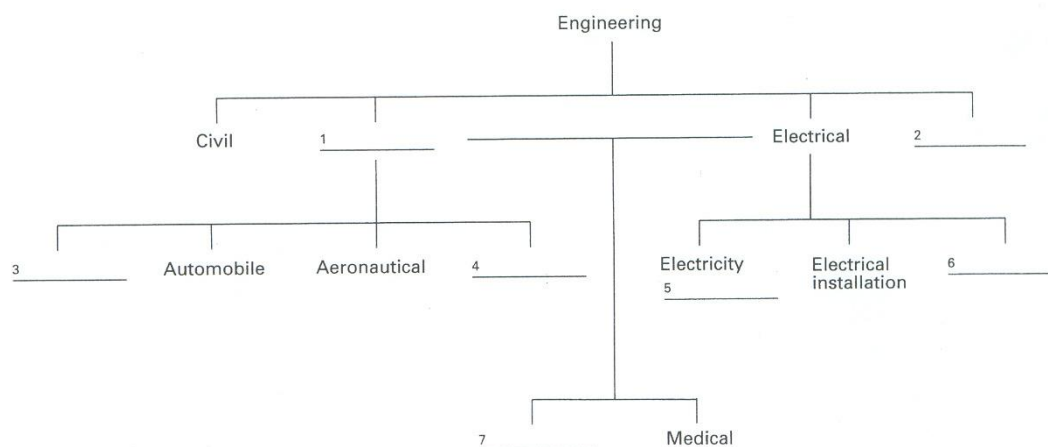 Engineering
Civil
1
Electrical
2
3
Automobile
Aeronautical
4
Electricity
5
Electrical
installation
6
7
Medical